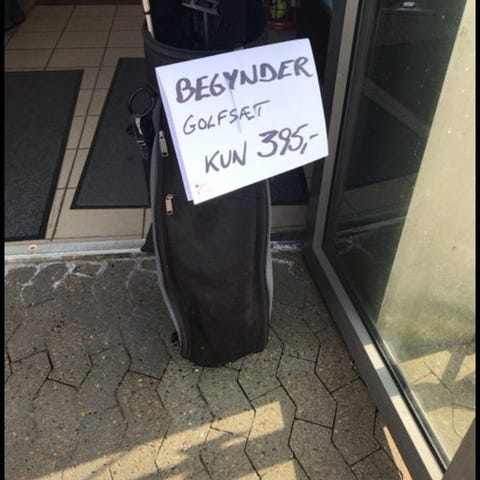 BEGYNDER
GOLFSÆT
KUN 395,-